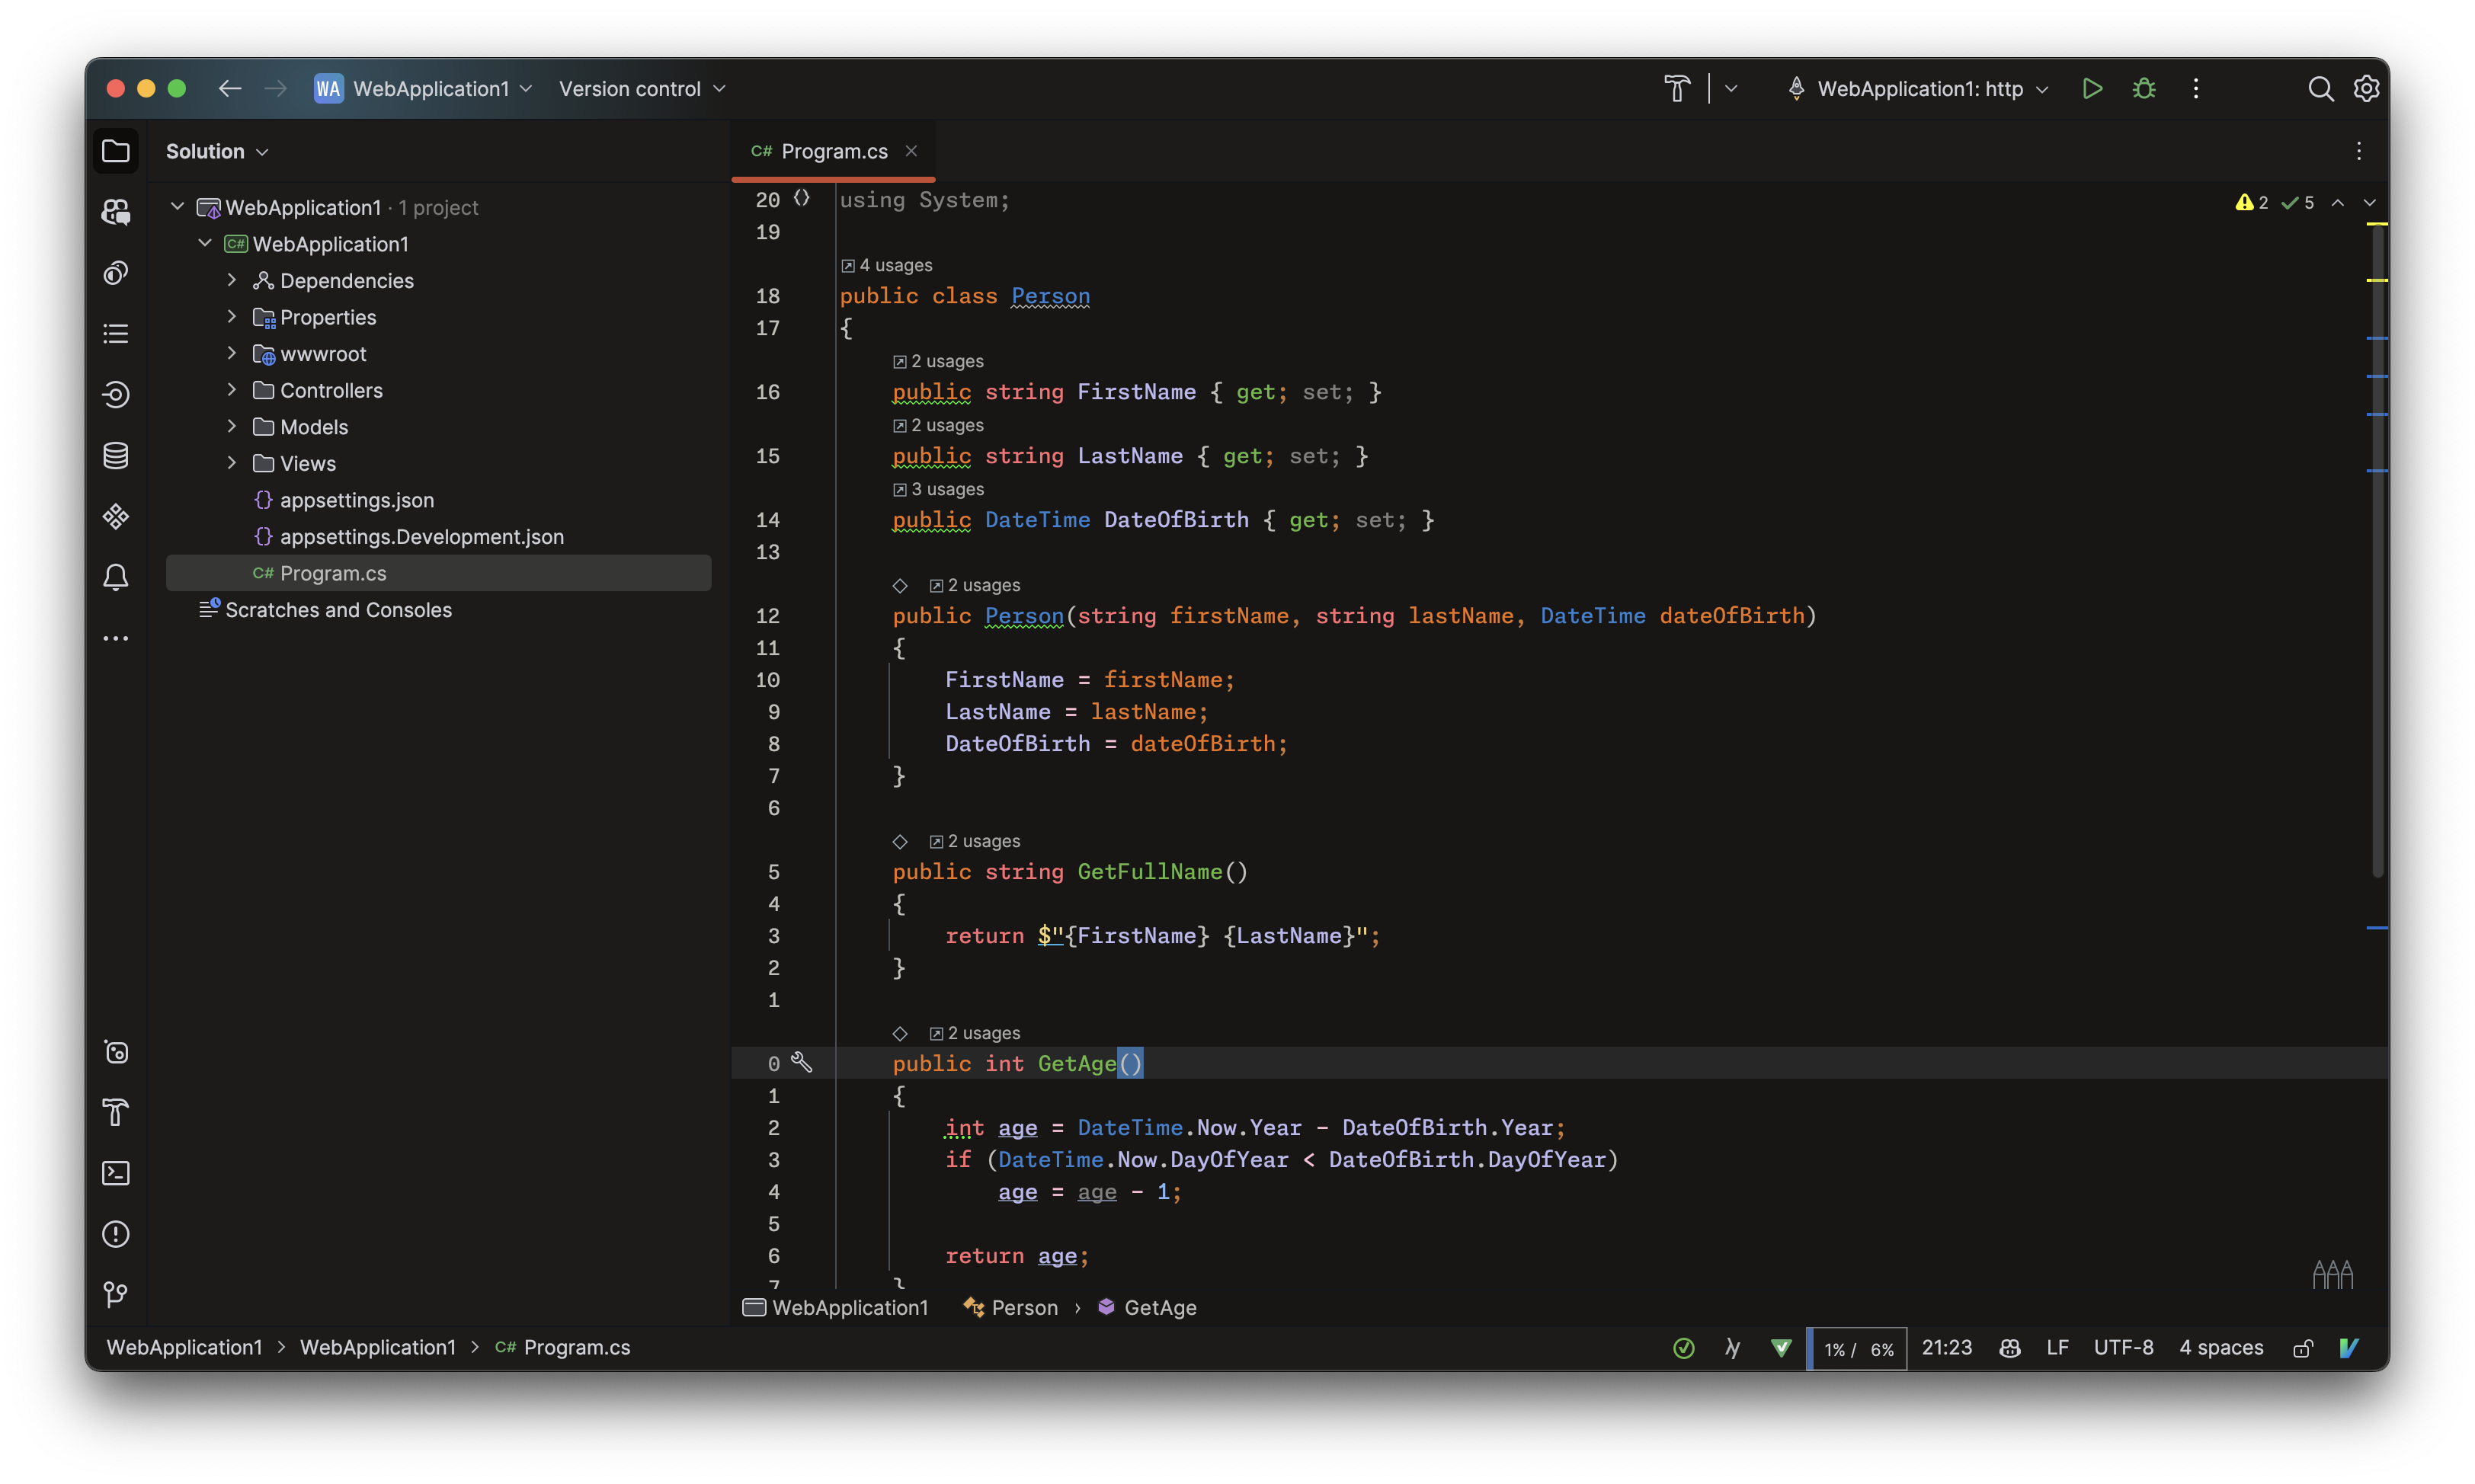 WA WebApplication1 Version control WebApplication1: http
Solution
C# Program.cs
WebApplication1 · 1 project
C# WebApplication1
Dependencies
Properties
wwwroot
Controllers
Models
Views
{} appsettings.json
{} appsettings.Development.json
C# Program.cs
Scratches and Consoles
2 5
20 using System;
19
4 usages
18 public class Person
17 {
2 usages
16 public string FirstName { get; set; }
2 usages
15 public string LastName { get; set; }
3 usages
14 public DateTime DateOfBirth { get; set; }
13
2 usages
12 public Person(string firstName, string lastName, DateTime dateOfBirth)
11 {
10 FirstName = firstName;
9 LastName = lastName;
8 DateOfBirth = dateOfBirth;
7 }
6
2 usages
5 public string GetFullName()
4 {
3 return $"{FirstName} {LastName}";
2 }
1
2 usages
0 public int GetAge()
1 {
2 int age = DateTime.Now.Year - DateOfBirth.Year;
3 if (DateTime.Now.DayOfYear < DateOfBirth.DayOfYear)
4 age = age - 1;
5
6 return age;
7 }
WebApplication1 Person › GetAge
WebApplication1 > WebApplication1 > C# Program.cs
1% / 6% 21:23 LF UTF-8 4 spaces